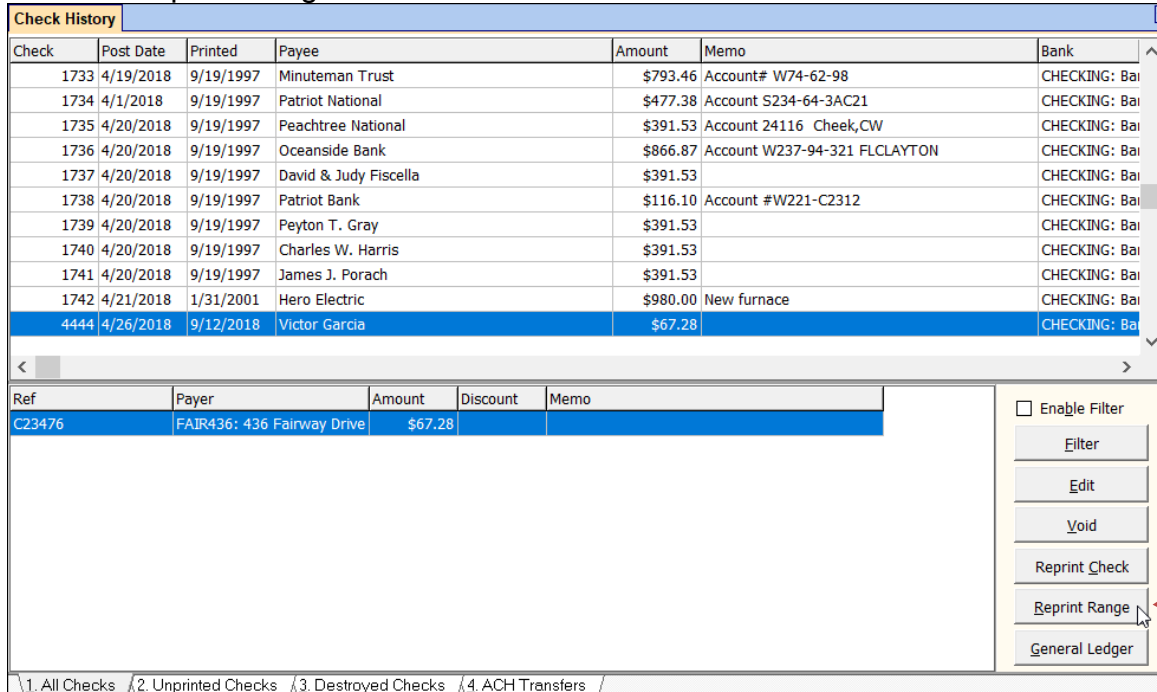 Check History
Check Post Date Printed Payee Amount Memo Bank
1733 4/19/2018 9/19/1997 Minuteman Trust $793.46 Account# W74-62-98 CHECKING: Ba
1734 4/1/2018 9/19/1997 Patriot National $477.38 Account S234-64-3AC21 CHECKING: Ba
1735 4/20/2018 9/19/1997 Peachtree National $391.53 Account 24116 Cheek,CW CHECKING: Ba
1736 4/20/2018 9/19/1997 Oceanside Bank $866.87 Account W237-94-321 FLCLAYTON CHECKING: Ba
1737 4/20/2018 9/19/1997 David & Judy Fiscella $391.53 CHECKING: Ba
1738 4/20/2018 9/19/1997 Patriot Bank $116.10 Account #W221-C2312 CHECKING: Ba
1739 4/20/2018 9/19/1997 Peyton T. Gray $391.53 CHECKING: Ba
1740 4/20/2018 9/19/1997 Charles W. Harris $391.53 CHECKING: Ba
1741 4/20/2018 9/19/1997 James J. Porach $391.53 CHECKING: Ba
1742 4/21/2018 1/31/2001 Hero Electric $980.00 New furnace CHECKING: Ba
4444 4/26/2018 9/12/2018 Victor Garcia $67.28 CHECKING: Ba
Ref Payer Amount Discount Memo
C23476 FAIR436: 436 Fairway Drive $67.28
Enable Filter
Filter
Edit
Void
Reprint Check
Reprint Range
General Ledger
1. All Checks 2. Unprinted Checks 3. Destroyed Checks 4. ACH Transfers